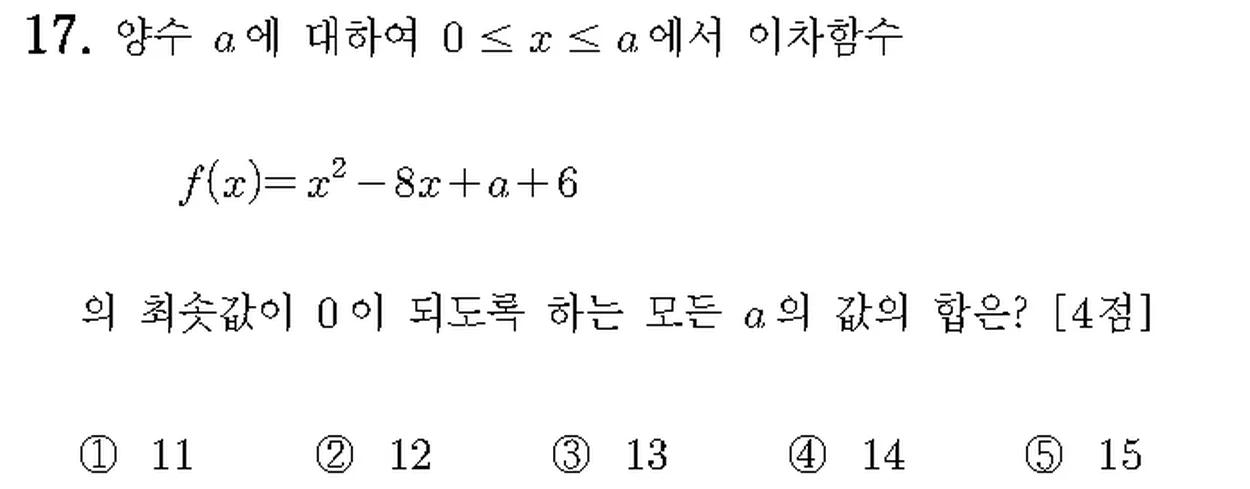 17. 양수 a에 대하여 0 ≤ x ≤ a에서 이차함수
f(x)= x² − 8x + a + 6
의 최솟값이 0이 되도록 하는 모든 a의 값의 합은? [4점]
① 11 ② 12 ③ 13 ④ 14 ⑤ 15